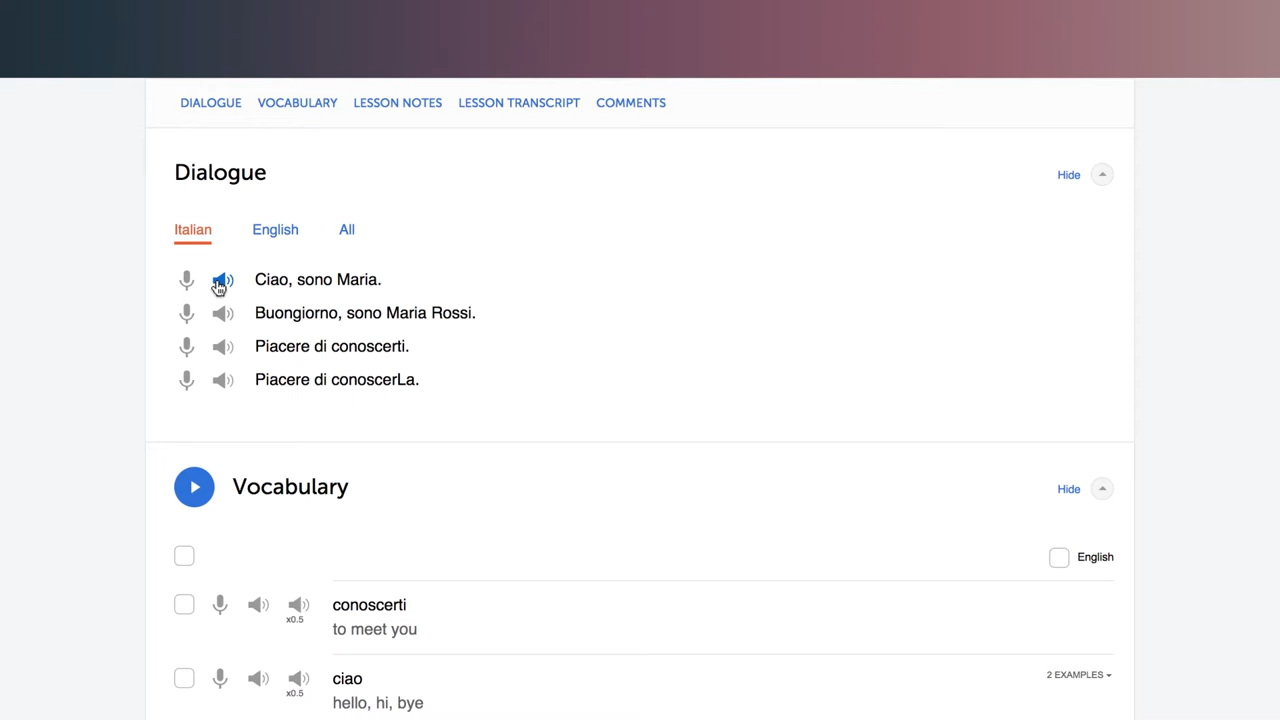 DIALOGUE VOCABULARY LESSON NOTES LESSON TRANSCRIPT COMMENTS
Dialogue
Hide
Italian English All
Ciao, sono Maria.
Buongiorno, sono Maria Rossi.
Piacere di conoscerti.
Piacere di conoscerLa.
Vocabulary
Hide
English
conoscerti
x0.5
to meet you
ciao
2 EXAMPLES
x0.5
hello, hi, bye